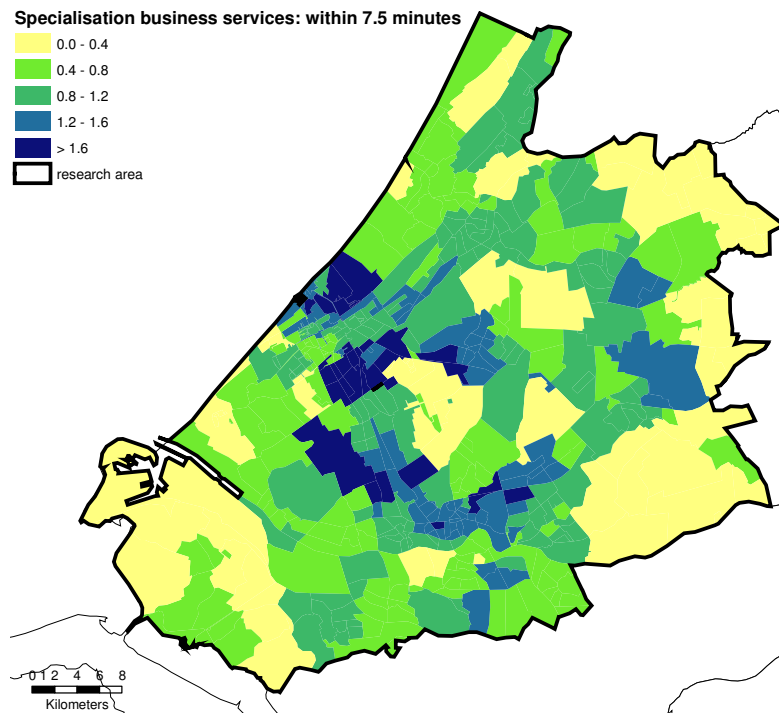 Specialisation business services: within 7.5 minutes
0.0 - 0.4
0.4 - 0.8
0.8 - 1.2
1.2 - 1.6
> 1.6
research area
0 1 2 4 6 8
Kilometers